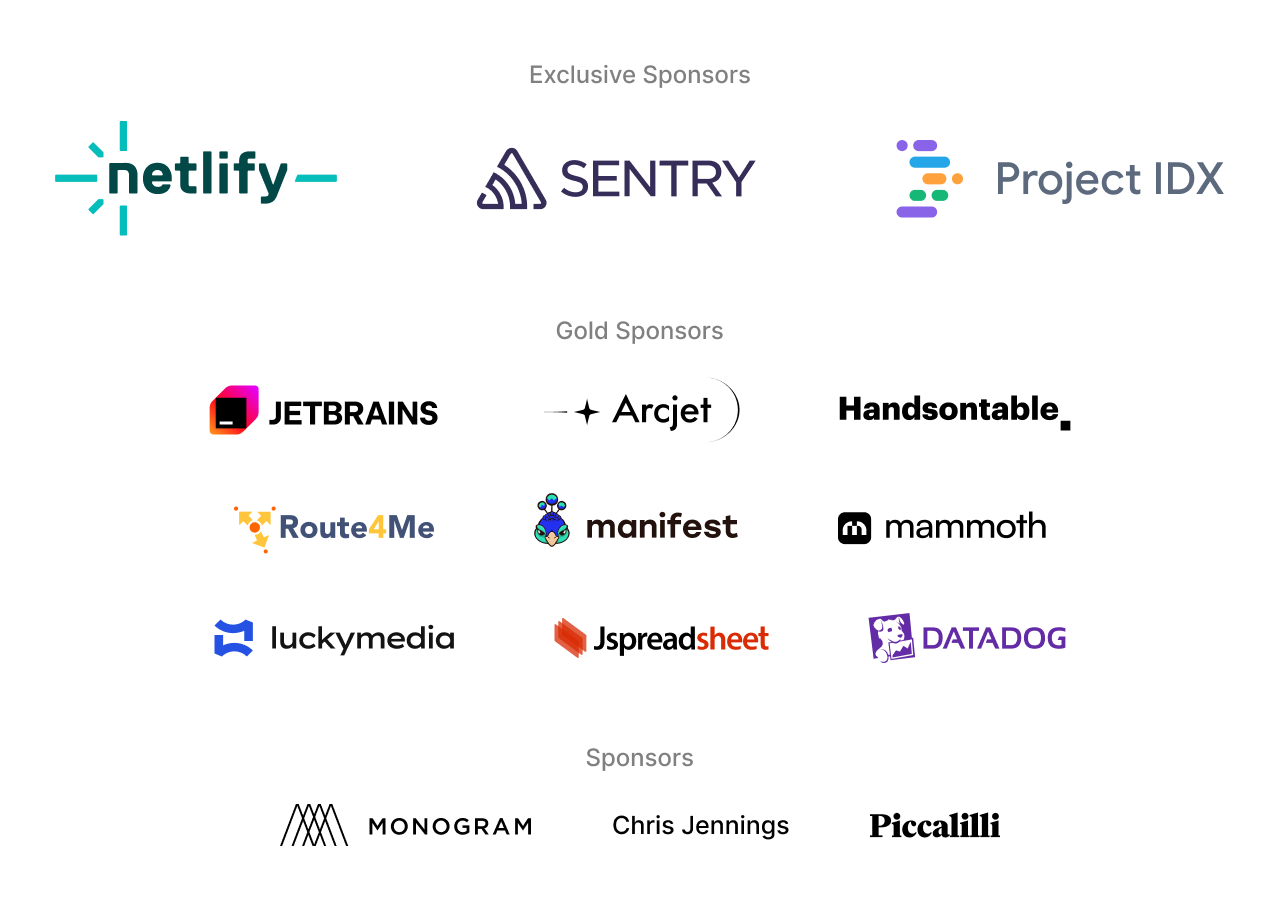 Exclusive Sponsors
netlify SENTRY Project IDX
Gold Sponsors
JETBRAINS Arcjet Handsontable.
Route4Me manifest mammoth
luckymedia Jspreadsheet DATADOG
Sponsors
MONOGRAM Chris Jennings Piccalilli